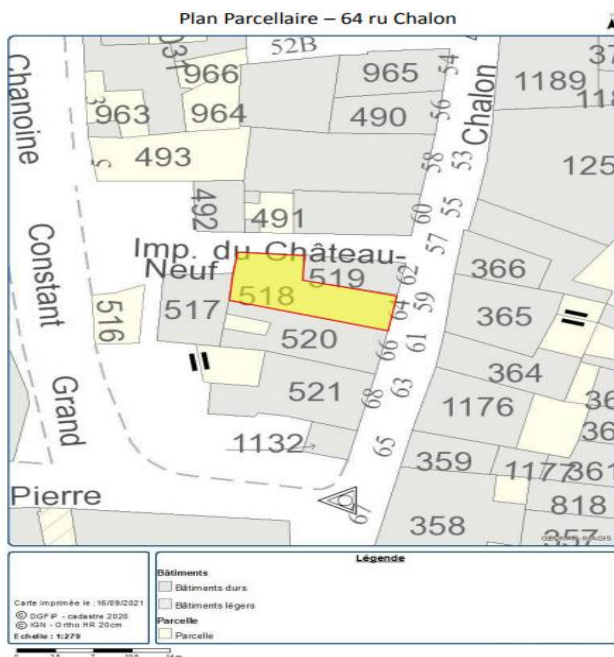 Plan Parcellaire – 64 ru Chalon
52B
966
965
54
1189
Chanoine
963
964
490
56
Chalon
5
493
58
53
125
492
491
60
55
Imp. du Château-
Neuf
57
366
519
62
517
518
64
59
365
516
Constant
520
66
61
364
521
68
63
1176
Grand
1132
65
359
1177
361
Pierre
358
818
357
Légende
Bâtiments
Bâtiments durs
Bâtiments légers
Parcelle
Parcelle
Carte imprimée le : 16/09/2021
© DGFiP - cadastre 2020
© IGN - Ortho HR 20cm
Echelle : 1:279